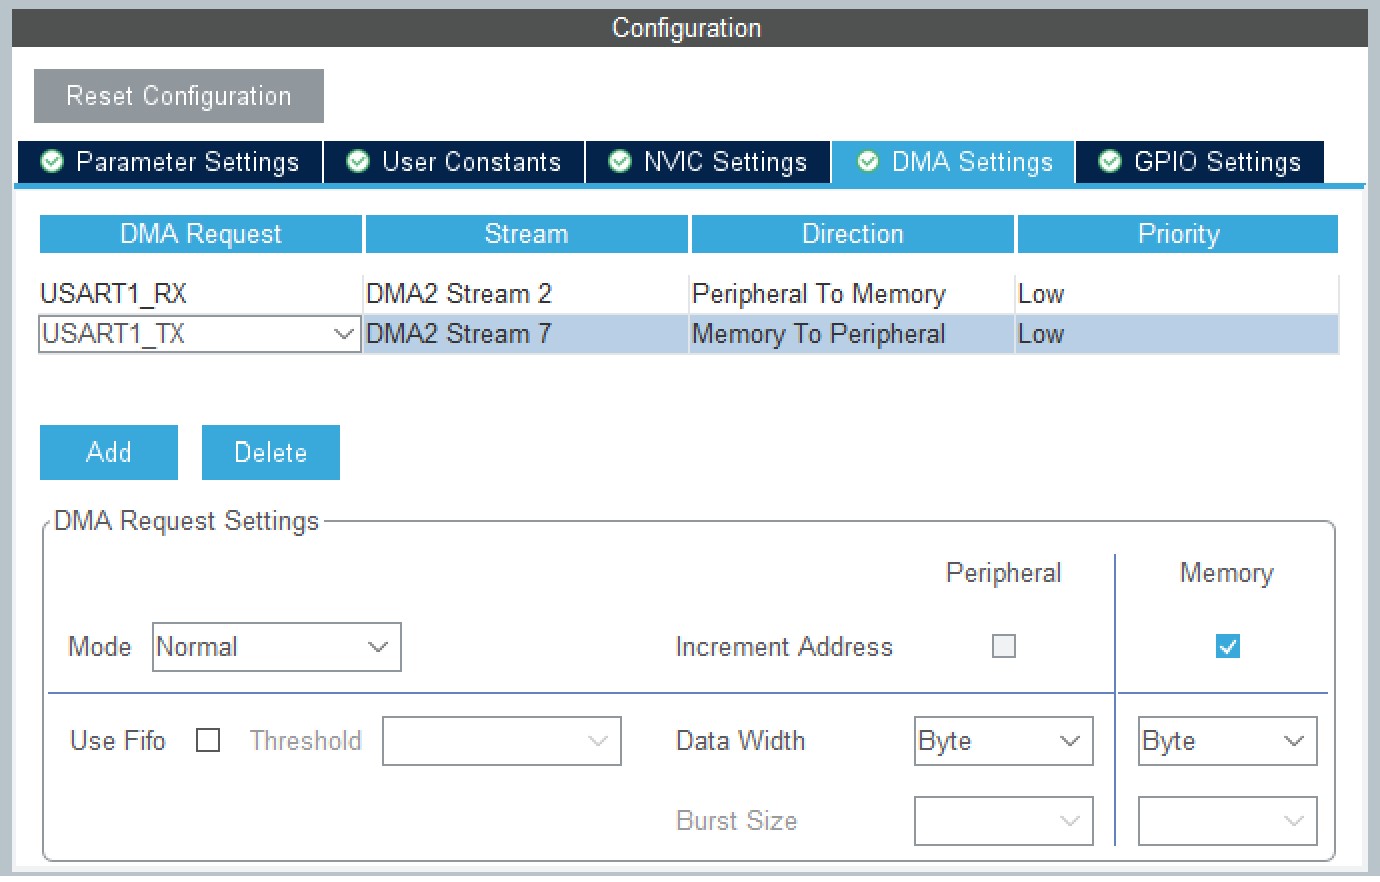 Configuration
Reset Configuration
Parameter Settings User Constants NVIC Settings DMA Settings GPIO Settings
DMA Request Stream Direction Priority
USART1_RX DMA2 Stream 2 Peripheral To Memory Low
USART1_TX DMA2 Stream 7 Memory To Peripheral Low
Add Delete
DMA Request Settings
Peripheral Memory
Mode Normal Increment Address
Use Fifo Threshold Data Width Byte Byte
Burst Size